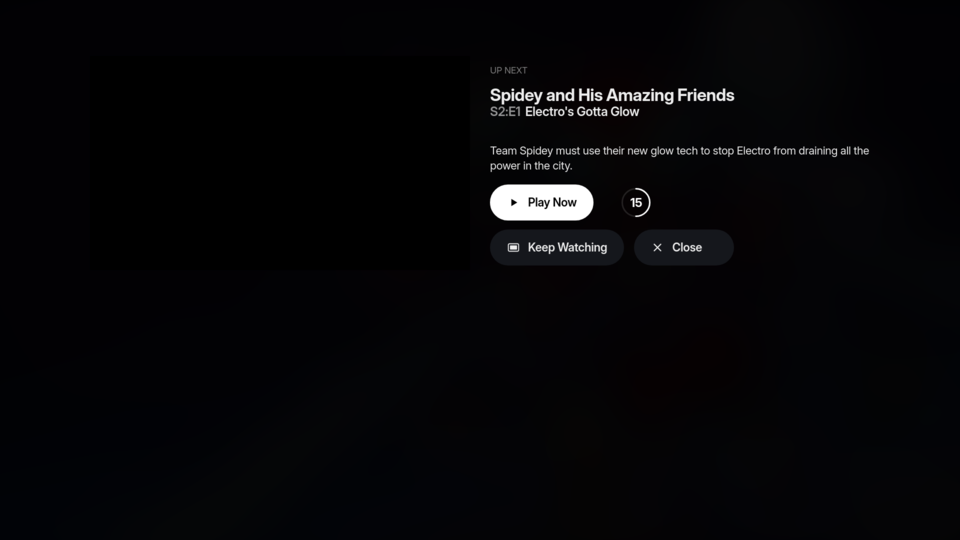 UP NEXT
Spidey and His Amazing Friends
S2:E1 Electro's Gotta Glow
Team Spidey must use their new glow tech to stop Electro from draining all the
power in the city.
Play Now
15
Keep Watching
Close